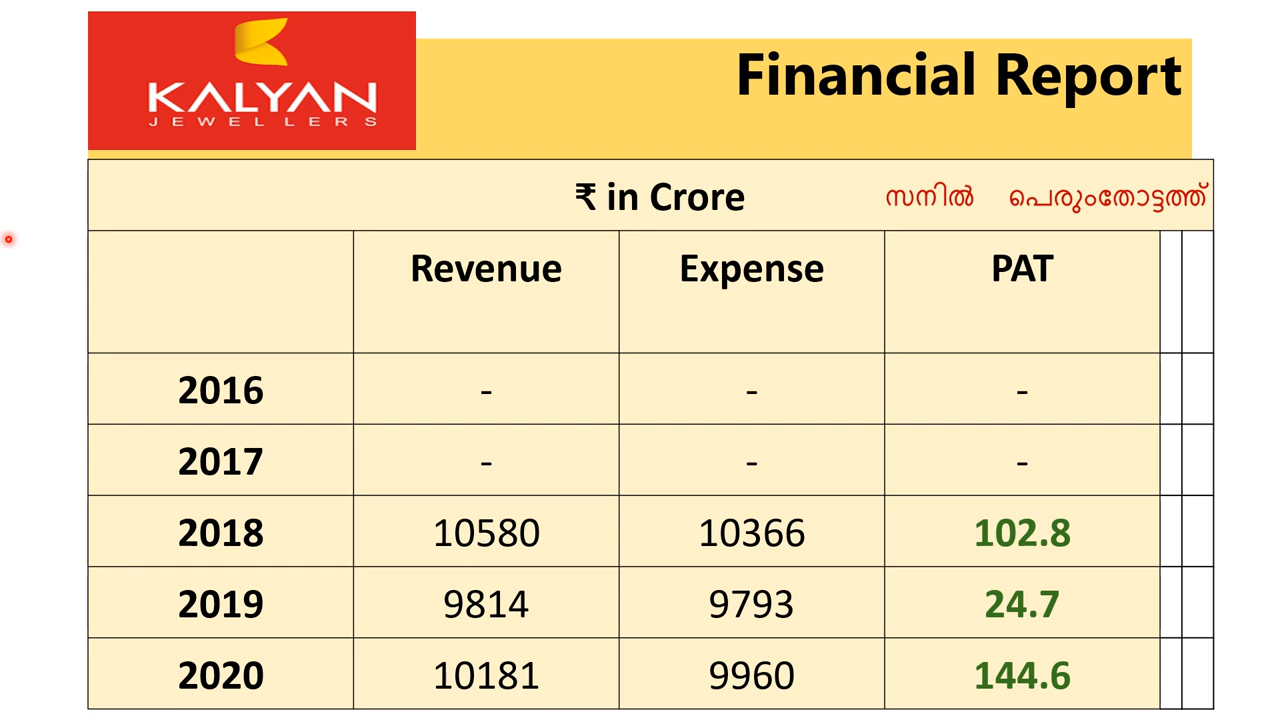 KALYAN
JEWELLERS
Financial Report
₹ in Crore സനിൽ പെരുംതോട്ടത്ത്
Revenue Expense PAT
2016 - - -
2017 - - -
2018 10580 10366 102.8
2019 9814 9793 24.7
2020 10181 9960 144.6